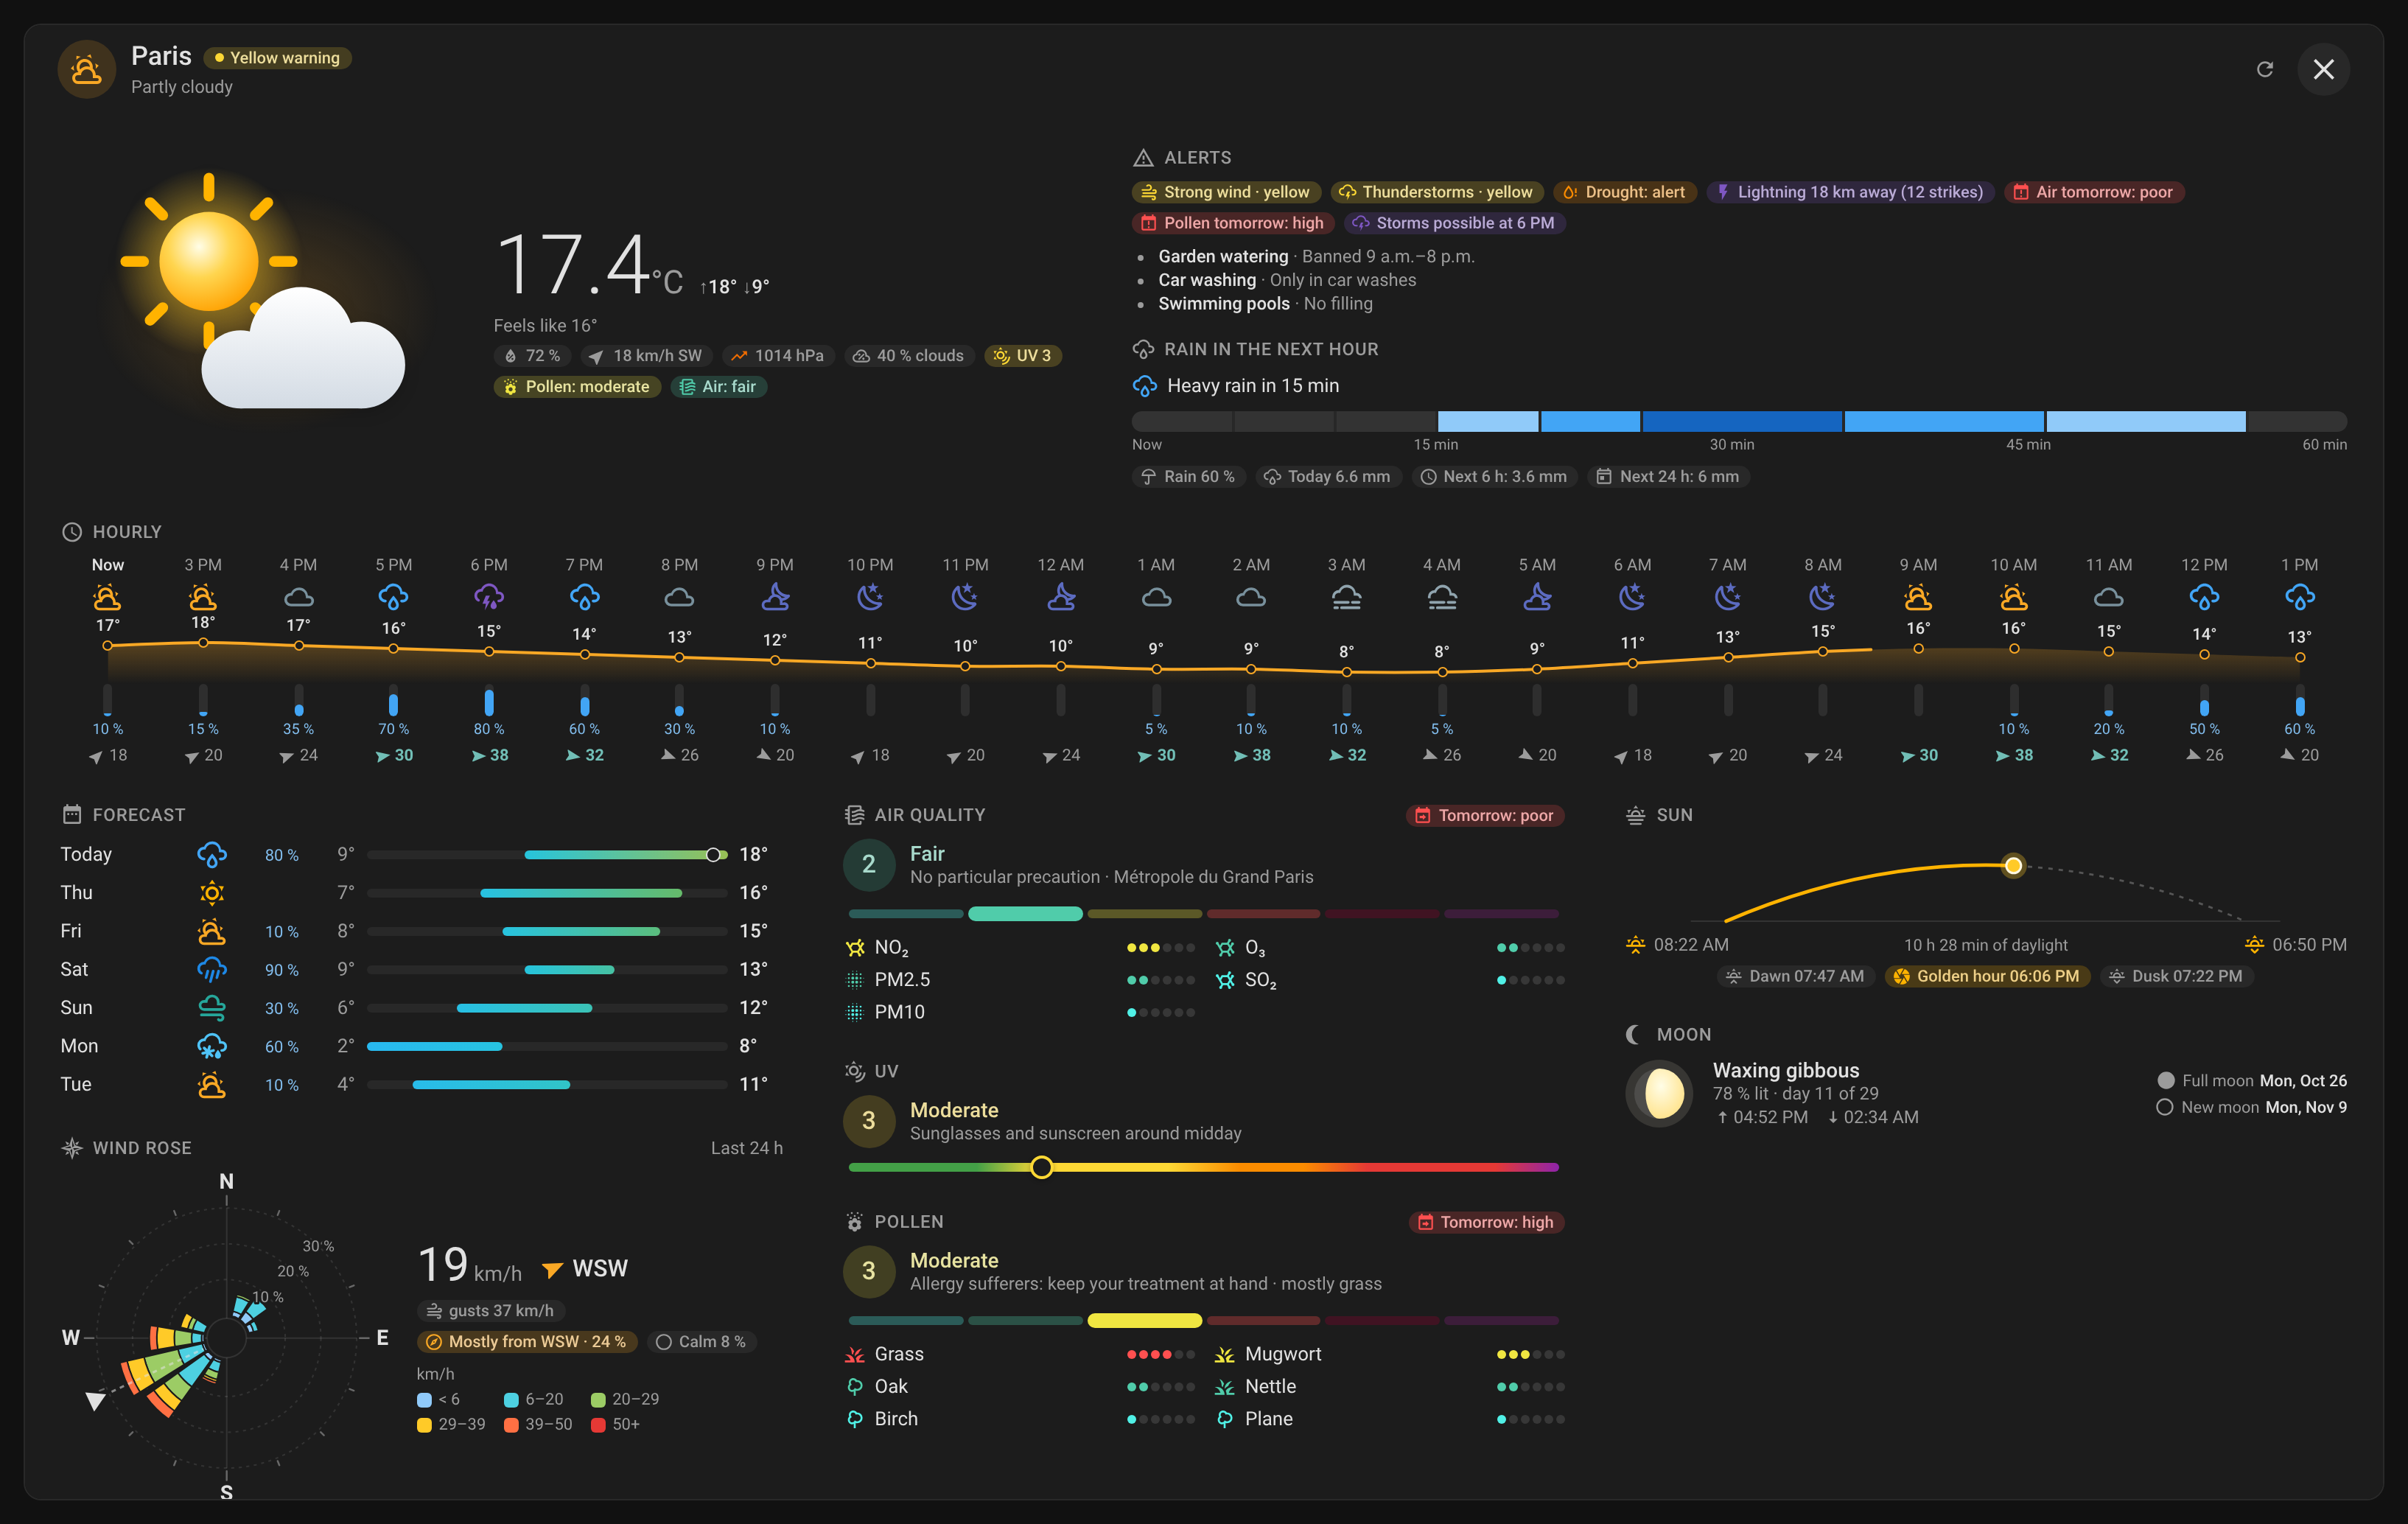 Paris
Yellow warning
Partly cloudy
17.4°C ↑18° ↓9°
Feels like 16°
72 %
18 km/h SW
1014 hPa
40 % clouds
UV 3
Pollen: moderate
Air: fair
ALERTS
Strong wind · yellow
Thunderstorms · yellow
Drought: alert
Lightning 18 km away (12 strikes)
Air tomorrow: poor
Pollen tomorrow: high
Storms possible at 6 PM
• Garden watering · Banned 9 a.m.–8 p.m.
• Car washing · Only in car washes
• Swimming pools · No filling
RAIN IN THE NEXT HOUR
Heavy rain in 15 min
Now 15 min 30 min 45 min 60 min
Rain 60 %
Today 6.6 mm
Next 6 h: 3.6 mm
Next 24 h: 6 mm
HOURLY
Now 3 PM 4 PM 5 PM 6 PM 7 PM 8 PM 9 PM 10 PM 11 PM 12 AM 1 AM 2 AM 3 AM 4 AM 5 AM 6 AM 7 AM 8 AM 9 AM 10 AM 11 AM 12 PM 1 PM
17° 18° 17° 16° 15° 14° 13° 12° 11° 10° 10° 9° 9° 8° 8° 9° 11° 13° 15° 16° 16° 15° 14° 13°
10 % 15 % 35 % 70 % 80 % 60 % 30 % 10 % 5 % 10 % 10 % 5 % 10 % 20 % 50 % 60 %
18 20 24 30 38 32 26 20 18 20 24 30 38 32 26 20 18 20 24 30 38 32 26 20
FORECAST
Today 80 % 9° 18°
Thu 7° 16°
Fri 10 % 8° 15°
Sat 90 % 9° 13°
Sun 30 % 6° 12°
Mon 60 % 2° 8°
Tue 10 % 4° 11°
WIND ROSE
Last 24 h
N
30 %
20 %
10 %
W
E
S
19 km/h WSW
gusts 37 km/h
Mostly from WSW · 24 %
Calm 8 %
km/h
< 6 6–20 20–29
29–39 39–50 50+
AIR QUALITY
Tomorrow: poor
2
Fair
No particular precaution · Métropole du Grand Paris
NO₂ O₃
PM2.5 SO₂
PM10
UV
3
Moderate
Sunglasses and sunscreen around midday
POLLEN
Tomorrow: high
3
Moderate
Allergy sufferers: keep your treatment at hand · mostly grass
Grass Mugwort
Oak Nettle
Birch Plane
SUN
08:22 AM 10 h 28 min of daylight 06:50 PM
Dawn 07:47 AM
Golden hour 06:06 PM
Dusk 07:22 PM
MOON
Waxing gibbous
78 % lit · day 11 of 29
↑ 04:52 PM ↓ 02:34 AM
Full moon Mon, Oct 26
New moon Mon, Nov 9